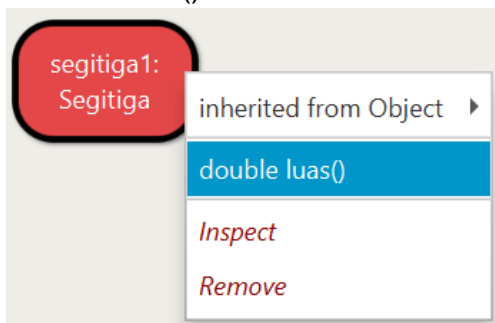 ()
segitiga1:
Segitiga
inherited from Object
double luas()
Inspect
Remove